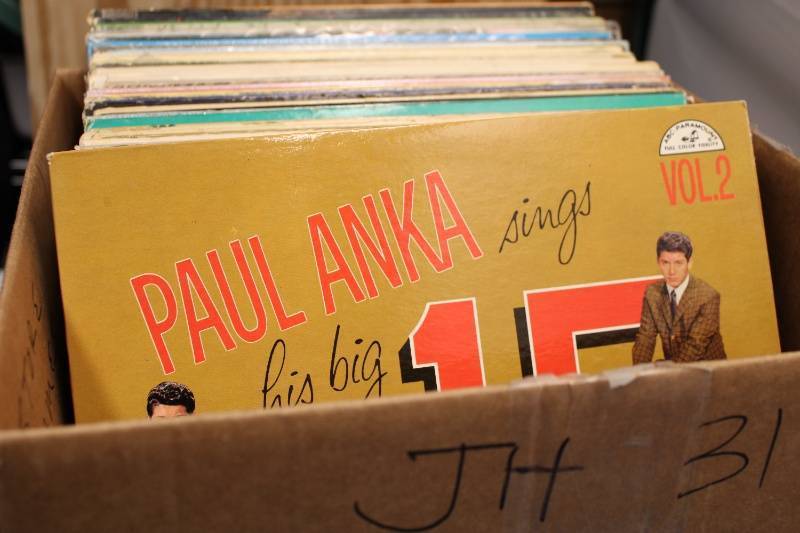 ABC-PARAMOUNT
FULL COLOR FIDELITY
VOL.2
PAUL ANKA sings
his big 15
JH 31